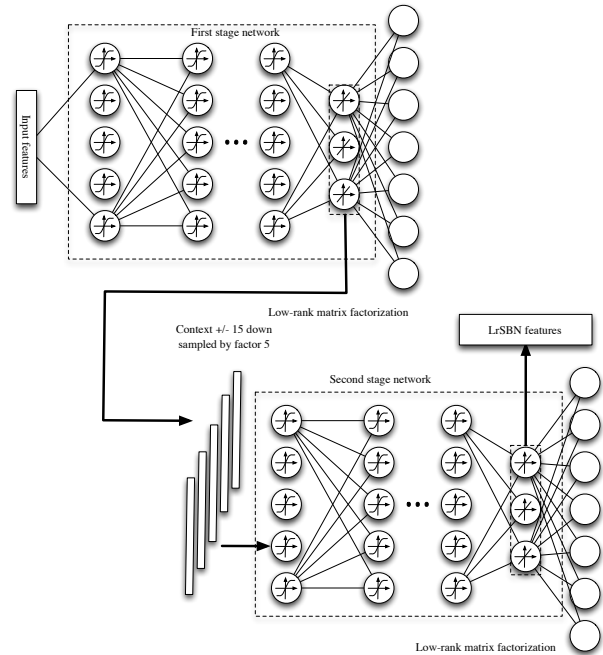 First stage network
Input features
Low-rank matrix factorization
Context +/- 15 down
sampled by factor 5
LrSBN features
Second stage network
Low-rank matrix factorization